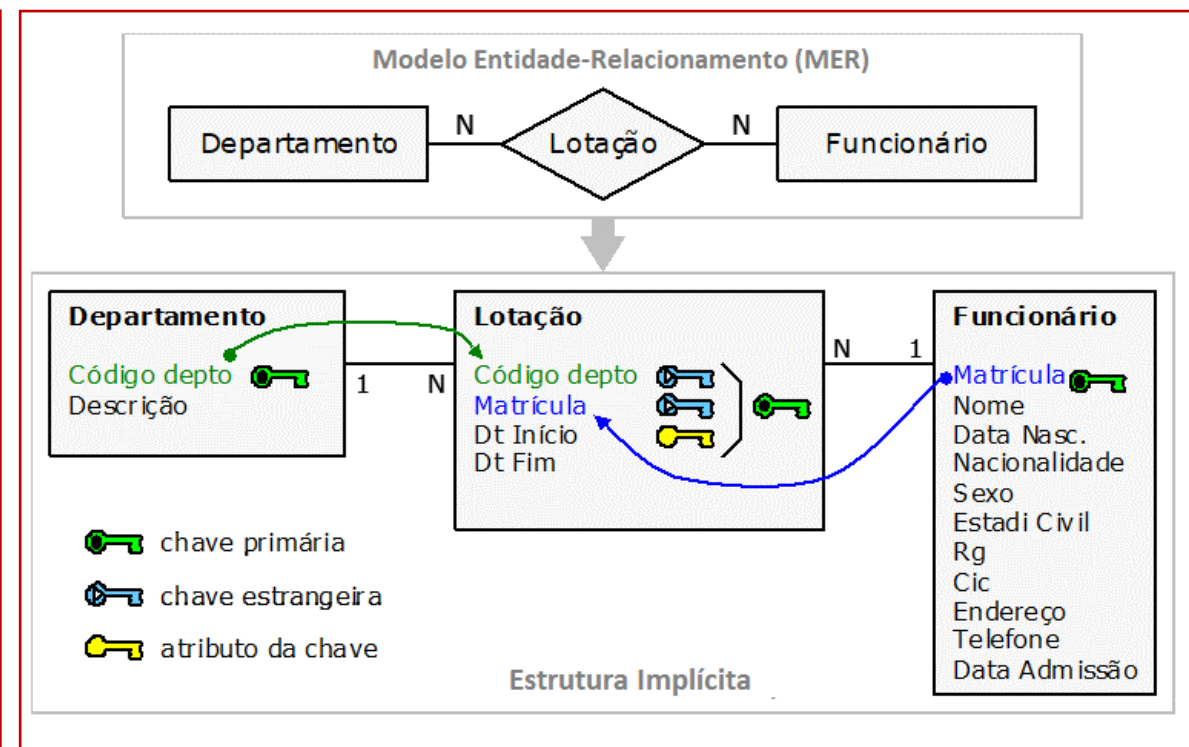 Modelo Entidade-Relacionamento (MER)
Departamento
N
Lotação
N
Funcionário
Departamento
Código depto
Descrição
1
N
Lotação
Código depto
Matrícula
Dt Início
Dt Fim
N
1
Funcionário
Matrícula
Nome
Data Nasc.
Nacionalidade
Sexo
Estadi Civil
Rg
Cic
Endereço
Telefone
Data Admissão
chave primária
chave estrangeira
atributo da chave
Estrutura Implícita